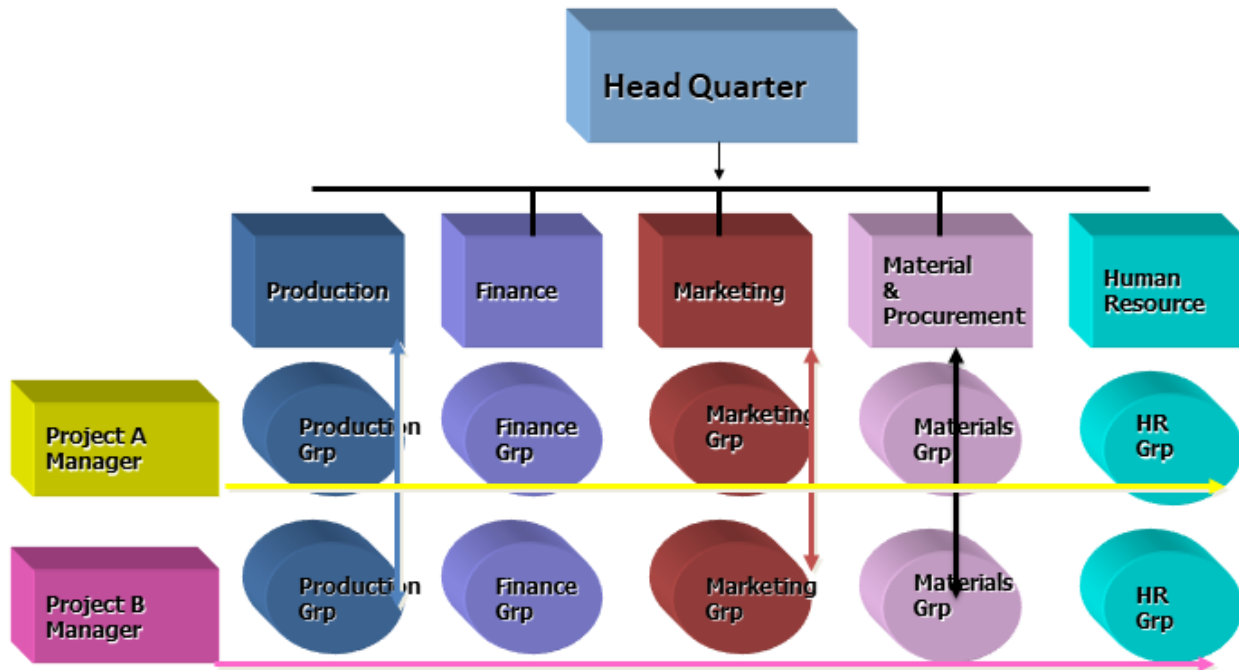 Head Quarter
Production
Finance
Marketing
Material
&
Procurement
Human
Resource
Project A
Manager
Production
Grp
Finance
Grp
Marketing
Grp
Materials
Grp
HR
Grp
Project B
Manager
Production
Grp
Finance
Grp
Marketing
Grp
Materials
Grp
HR
Grp